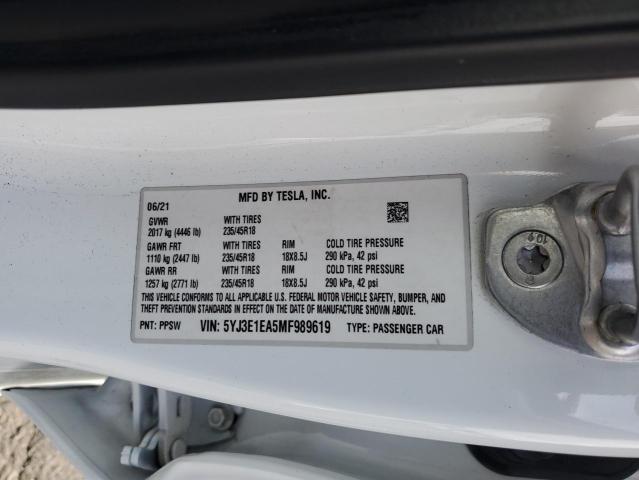 MFD BY TESLA, INC.
06/21
GVWR WITH TIRES
2017 kg (4446 lb) 235/45R18
GAWR FRT WITH TIRES RIM COLD TIRE PRESSURE
1110 kg (2447 lb) 235/45R18 18X8.5J 290 kPa, 42 psi
GAWR RR WITH TIRES RIM COLD TIRE PRESSURE
1257 kg (2771 lb) 235/45R18 18X8.5J 290 kPa, 42 psi
THIS VEHICLE CONFORMS TO ALL APPLICABLE U.S. FEDERAL MOTOR VEHICLE SAFETY, BUMPER, AND
THEFT PREVENTION STANDARDS IN EFFECT ON THE DATE OF MANUFACTURE SHOWN ABOVE.
PNT: PPSW VIN: 5YJ3E1EA5MF989619 TYPE: PASSENGER CAR
10.9